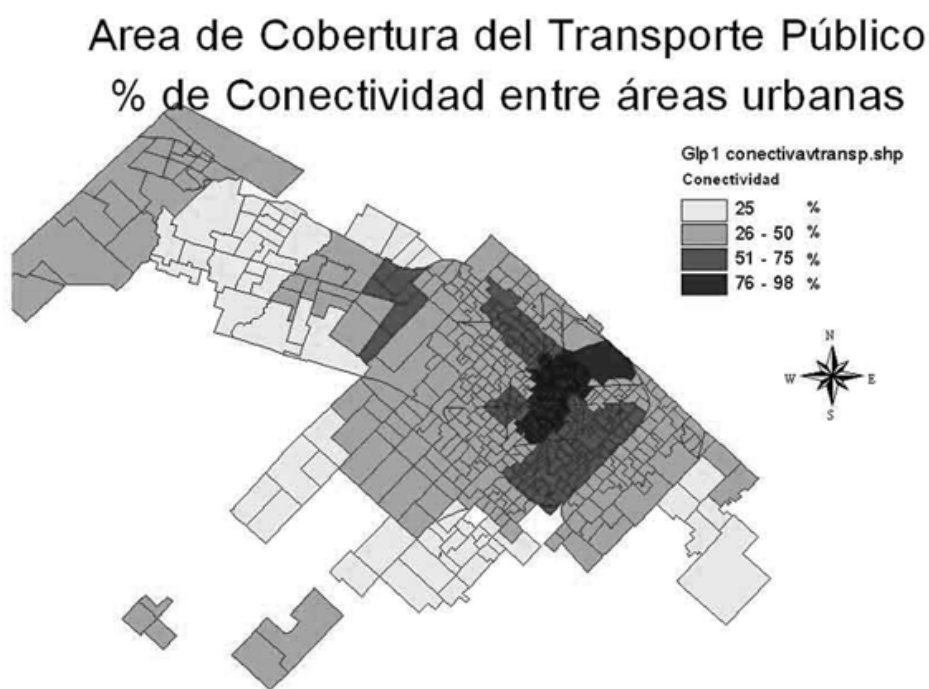 Area de Cobertura del Transporte Público
% de Conectividad entre áreas urbanas
Glp1 conectivavtransp.shp
Conectividad
25 %
26 - 50 %
51 - 75 %
76 - 98 %
N
W E
S